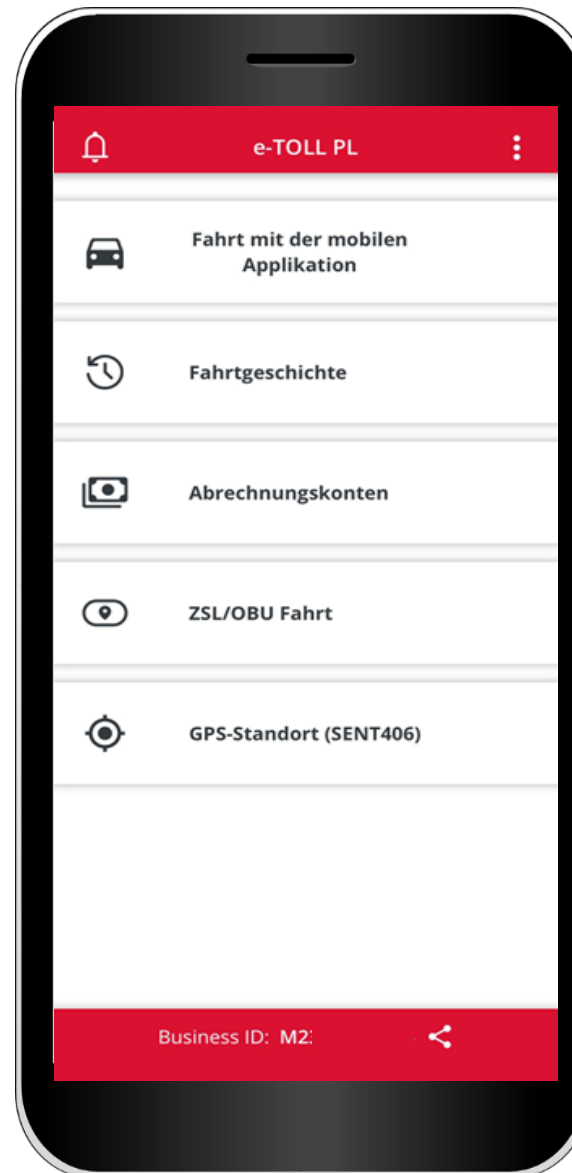 e-TOLL PL
Fahrt mit der mobilen
Applikation
Fahrtgeschichte
Abrechnungskonten
ZSL/OBU Fahrt
GPS-Standort (SENT406)
Business ID: M2